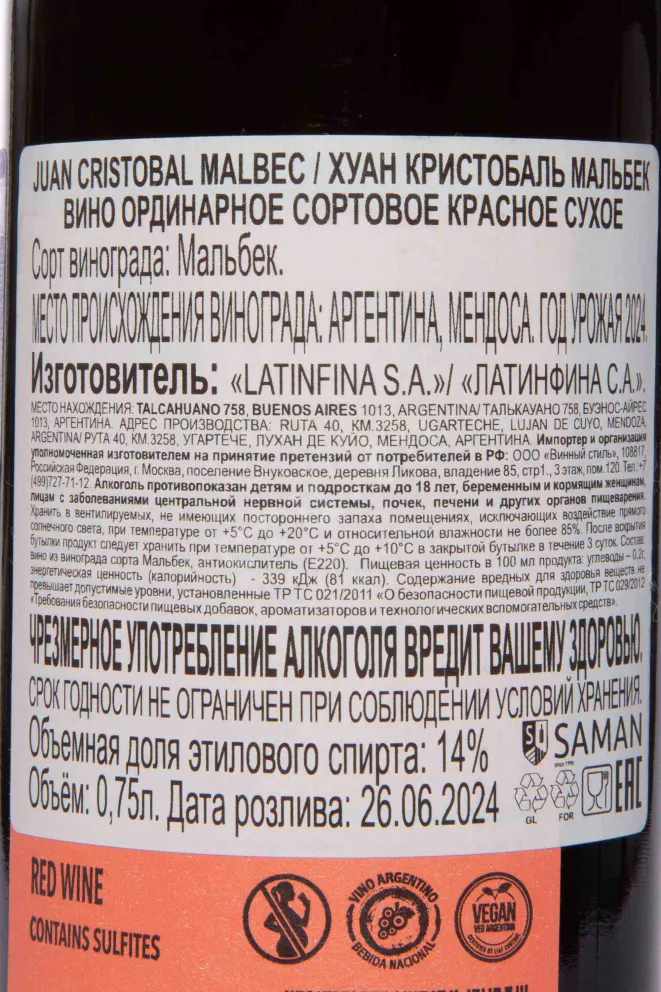 JUAN CRISTOBAL MALBEC / ХУАН КРИСТОБАЛЬ МАЛЬБЕК
ВИНО ОРДИНАРНОЕ СОРТОВОЕ КРАСНОЕ СУХОЕ
Сорт винограда: Мальбек.
МЕСТО ПРОИСХОЖДЕНИЯ ВИНОГРАДА: АРГЕНТИНА, МЕНДОСА. ГОД УРОЖАЯ 2024.
Изготовитель: «LATINFINA S.A.»/ «ЛАТИНФИНА С.А.».
МЕСТО НАХОЖДЕНИЯ: TALCAHUANO 758, BUENOS AIRES 1013, ARGENTINA/ ТАЛЬКАУАНО 758, БУЭНОС-АЙРЕС
1013, АРГЕНТИНА. АДРЕС ПРОИЗВОДСТВА: RUTA 40, KM.3258, UGARTECHE, LUJAN DE CUYO, MENDOZA,
ARGENTINA/ РУТА 40, КМ.3258, УГАРТЕЧЕ, ЛУХАН ДЕ КУЙО, МЕНДОСА, АРГЕНТИНА. Импортер и организация
уполномоченная изготовителем на принятие претензий от потребителей в РФ: ООО «Винный стиль», 108817,
Российская Федерация, г. Москва, поселение Внуковское, деревня Ликова, владение 85, стр1., 3 этаж, пом.120. Тел.:+7
(499)727-71-12. Алкоголь противопоказан детям и подросткам до 18 лет, беременным и кормящим женщинам,
лицам с заболеваниями центральной нервной системы, почек, печени и других органов пищеварения.
Хранить в вентилируемых, не имеющих постороннего запаха помещениях, исключающих воздействие прямого
солнечного света, при температуре от +5°С до +20°С и относительной влажности не более 85%. После вскрытия
бутылки продукт следует хранить при температуре от +5°С до +10°С в закрытой бутылке в течение 3 суток. Состав:
вино из винограда сорта Мальбек, антиокислитель (Е220). Пищевая ценность в 100 мл продукта: углеводы – 0,2г,
энергетическая ценность (калорийность) - 339 кДж (81 ккал). Содержание вредных для здоровья веществ не
превышает допустимые уровни, установленные ТР ТС 021/2011 «О безопасности пищевой продукции, ТР ТС 029/2012
«Требования безопасности пищевых добавок, ароматизаторов и технологических вспомогательных средств».
ЧРЕЗМЕРНОЕ УПОТРЕБЛЕНИЕ АЛКОГОЛЯ ВРЕДИТ ВАШЕМУ ЗДОРОВЬЮ.
СРОК ГОДНОСТИ НЕ ОГРАНИЧЕН ПРИ СОБЛЮДЕНИИ УСЛОВИЙ ХРАНЕНИЯ.
Объемная доля этилового спирта: 14%
SAMAN
since 1996
Объём: 0,75л. Дата розлива: 26.06.2024
GL
FOR
EAC
RED WINE
CONTAINS SULFITES
VINO ARGENTINO
BEBIDA NACIONAL
VEGAN
VEG ARGENTINA